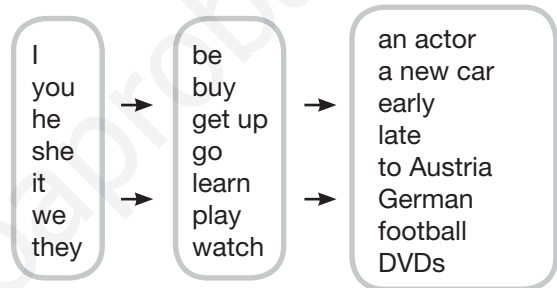 I
you
he
she
it
we
they
be
buy
get up
go
learn
play
watch
an actor
a new car
early
late
to Austria
German
football
DVDs